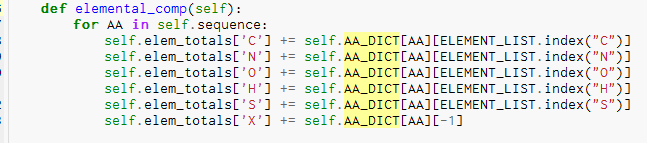 def elemental_comp(self):
for AA in self.sequence:
self.elem_totals['C'] += self.AA_DICT[AA][ELEMENT_LIST.index("C")]
self.elem_totals['N'] += self.AA_DICT[AA][ELEMENT_LIST.index("N")]
self.elem_totals['O'] += self.AA_DICT[AA][ELEMENT_LIST.index("O")]
self.elem_totals['H'] += self.AA_DICT[AA][ELEMENT_LIST.index("H")]
self.elem_totals['S'] += self.AA_DICT[AA][ELEMENT_LIST.index("S")]
self.elem_totals['X'] += self.AA_DICT[AA][-1]